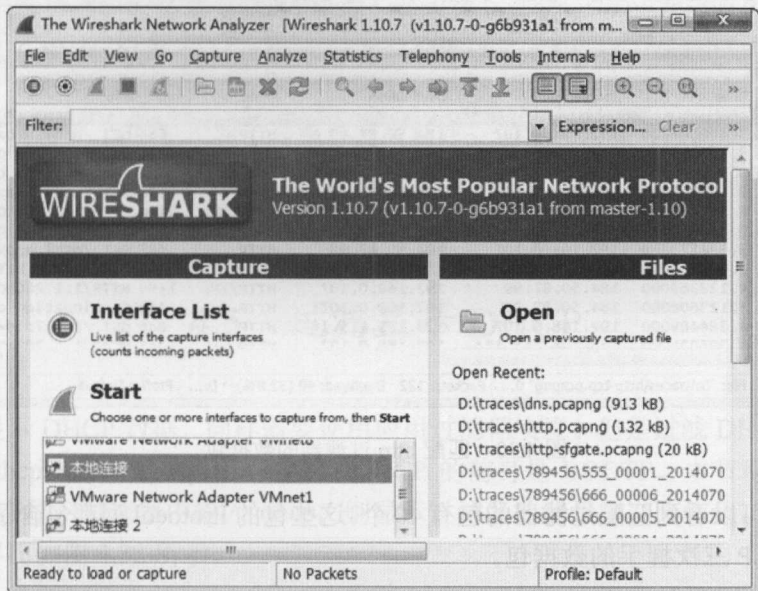 The Wireshark Network Analyzer [Wireshark 1.10.7 (v1.10.7-0-g6b931a1 from m...
File Edit View Go Capture Analyze Statistics Telephony Tools Internals Help
Filter: Expression... Clear
WIRESHARK
The World's Most Popular Network Protocol
Version 1.10.7 (v1.10.7-0-g6b931a1 from master-1.10)
Capture
Interface List
Live list of the capture interfaces
(counts incoming packets)
Start
Choose one or more interfaces to capture from, then Start
VMware Network Adapter
本地连接
VMware Network Adapter VMnet1
本地连接 2
Files
Open
Open a previously captured file
Open Recent:
D:\traces\dns.pcapng (913 kB)
D:\traces\http.pcapng (132 kB)
D:\traces\http-sfgate.pcapng (20 kB)
D:\traces\789456\555_00001_2014070
D:\traces\789456\666_00006_2014070
D:\traces\789456\666_00005_2014070
Ready to load or capture No Packets Profile: Default